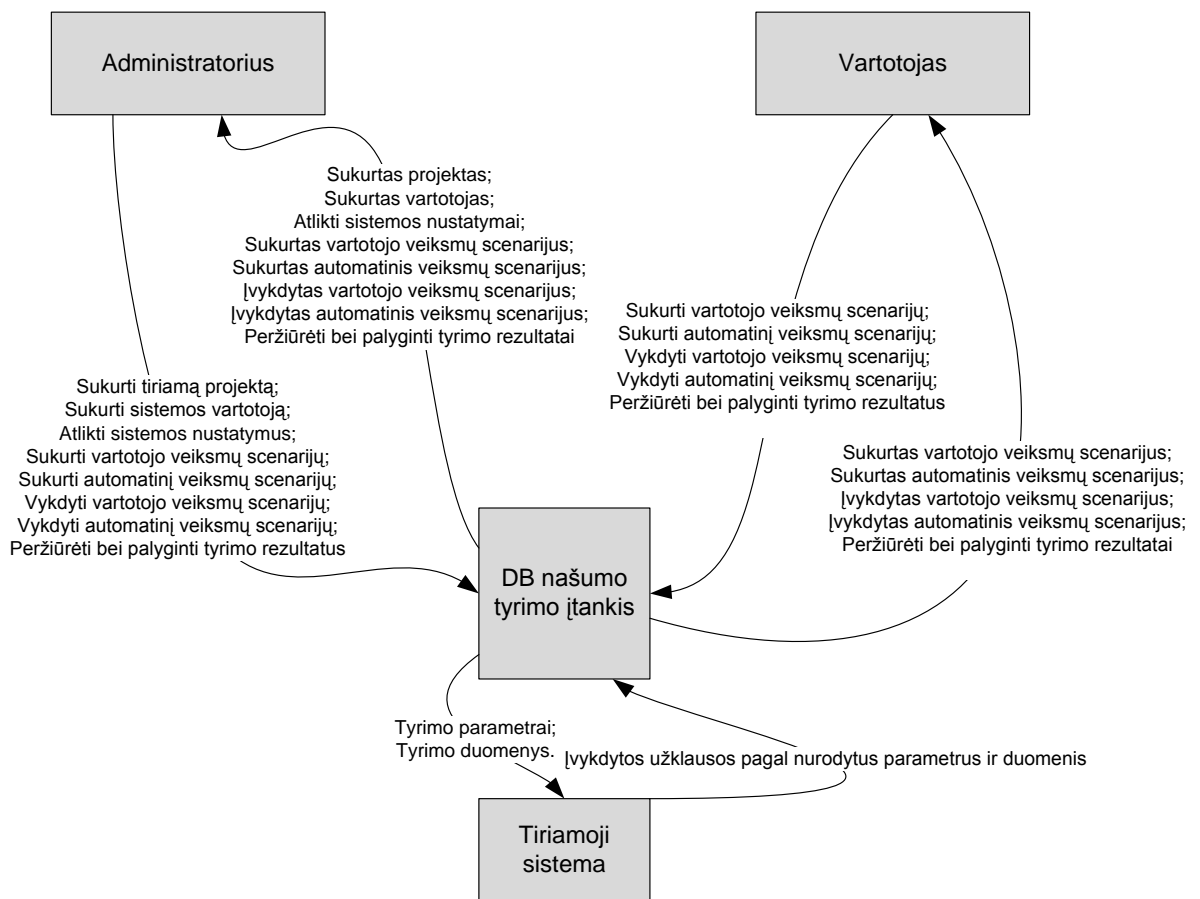 Administratorius
Vartotojas
Sukurtas projektas;
Sukurtas vartotojas;
Atlikti sistemos nustatymai;
Sukurtas vartotojo veiksmų scenarijus;
Sukurtas automatinis veiksmų scenarijus;
Įvykdytas vartotojo veiksmų scenarijus;
Įvykdytas automatinis veiksmų scenarijus;
Peržiūrėti bei palyginti tyrimo rezultatai
Sukurti vartotojo veiksmų scenarijų;
Sukurti automatinį veiksmų scenarijų;
Vykdyti vartotojo veiksmų scenarijų;
Vykdyti automatinį veiksmų scenarijų;
Peržiūrėti bei palyginti tyrimo rezultatus
Sukurti tiriamą projektą;
Sukurti sistemos vartotoją;
Atlikti sistemos nustatymus;
Sukurti vartotojo veiksmų scenarijų;
Sukurti automatinį veiksmų scenarijų;
Vykdyti vartotojo veiksmų scenarijų;
Vykdyti automatinį veiksmų scenarijų;
Peržiūrėti bei palyginti tyrimo rezultatus
Sukurtas vartotojo veiksmų scenarijus;
Sukurtas automatinis veiksmų scenarijus;
Įvykdytas vartotojo veiksmų scenarijus;
Įvykdytas automatinis veiksmų scenarijus;
Peržiūrėti bei palyginti tyrimo rezultatai
DB našumo
tyrimo įtankis
Tyrimo parametrai;
Tyrimo duomenys.
Įvykdytos užklausos pagal nurodytus parametrus ir duomenis
Tiriamoji
sistema